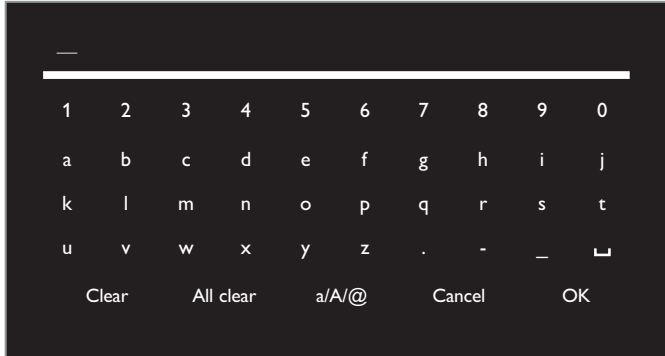 _
1 2 3 4 5 6 7 8 9 0
a b c d e f g h i j
k l m n o p q r s t
u v w x y z . - _ ␣
Clear All clear a/A/@ Cancel OK